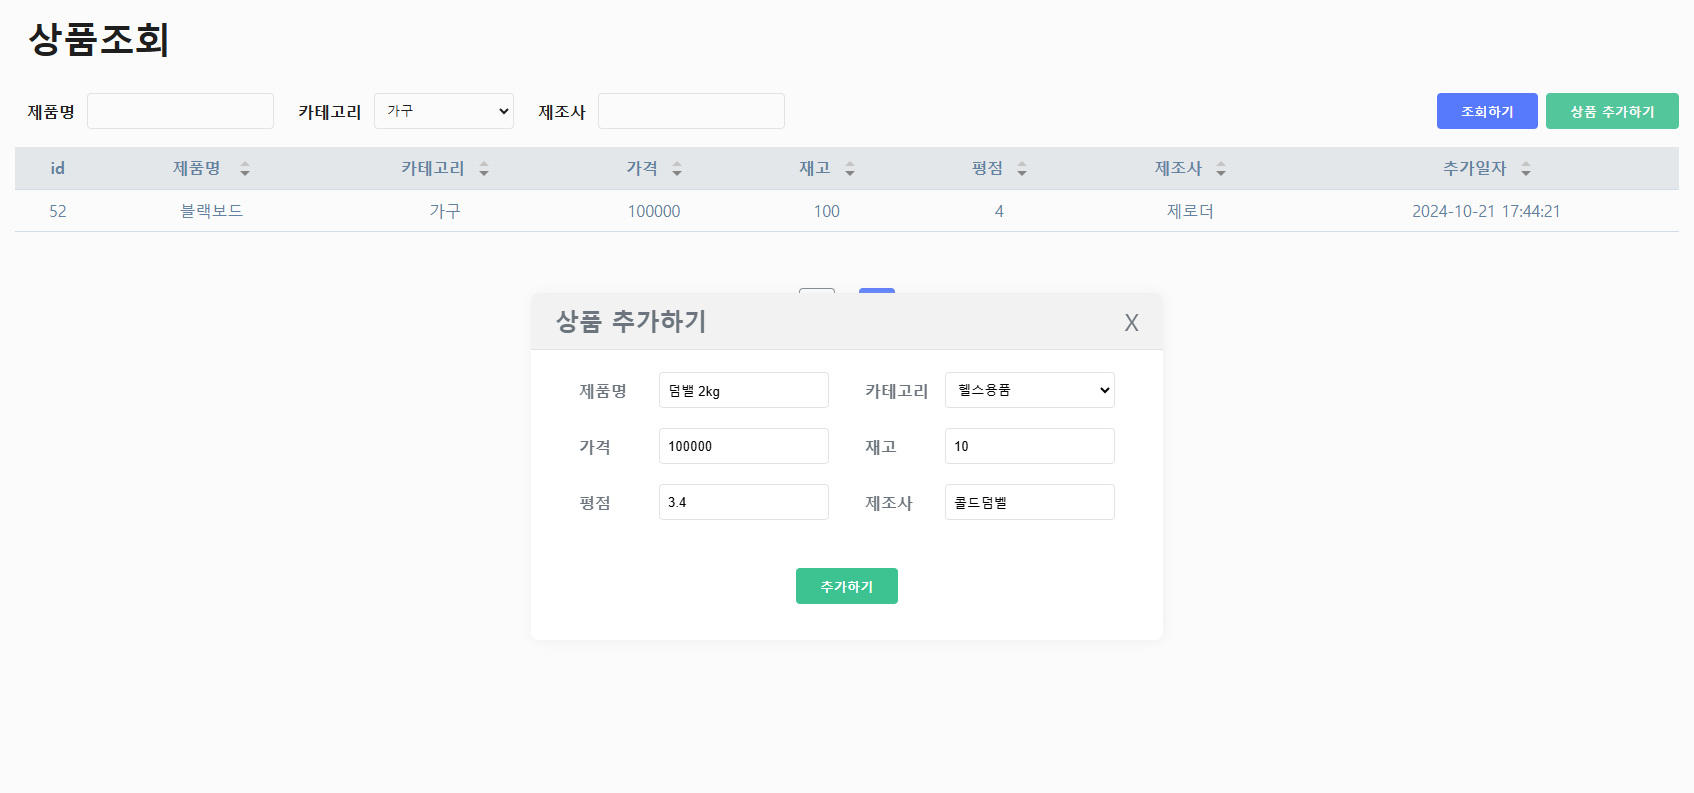 상품조회
제품명 카테고리 가구 제조사 조회하기 상품 추가하기
id 제품명 카테고리 가격 재고 평점 제조사 추가일자
52 블랙보드 가구 100000 100 4 제로더 2024-10-21 17:44:21
상품 추가하기 X
제품명 덤밸 2kg 카테고리 헬스용품
가격 100000 재고 10
평점 3.4 제조사 콜드덤벨
추가하기